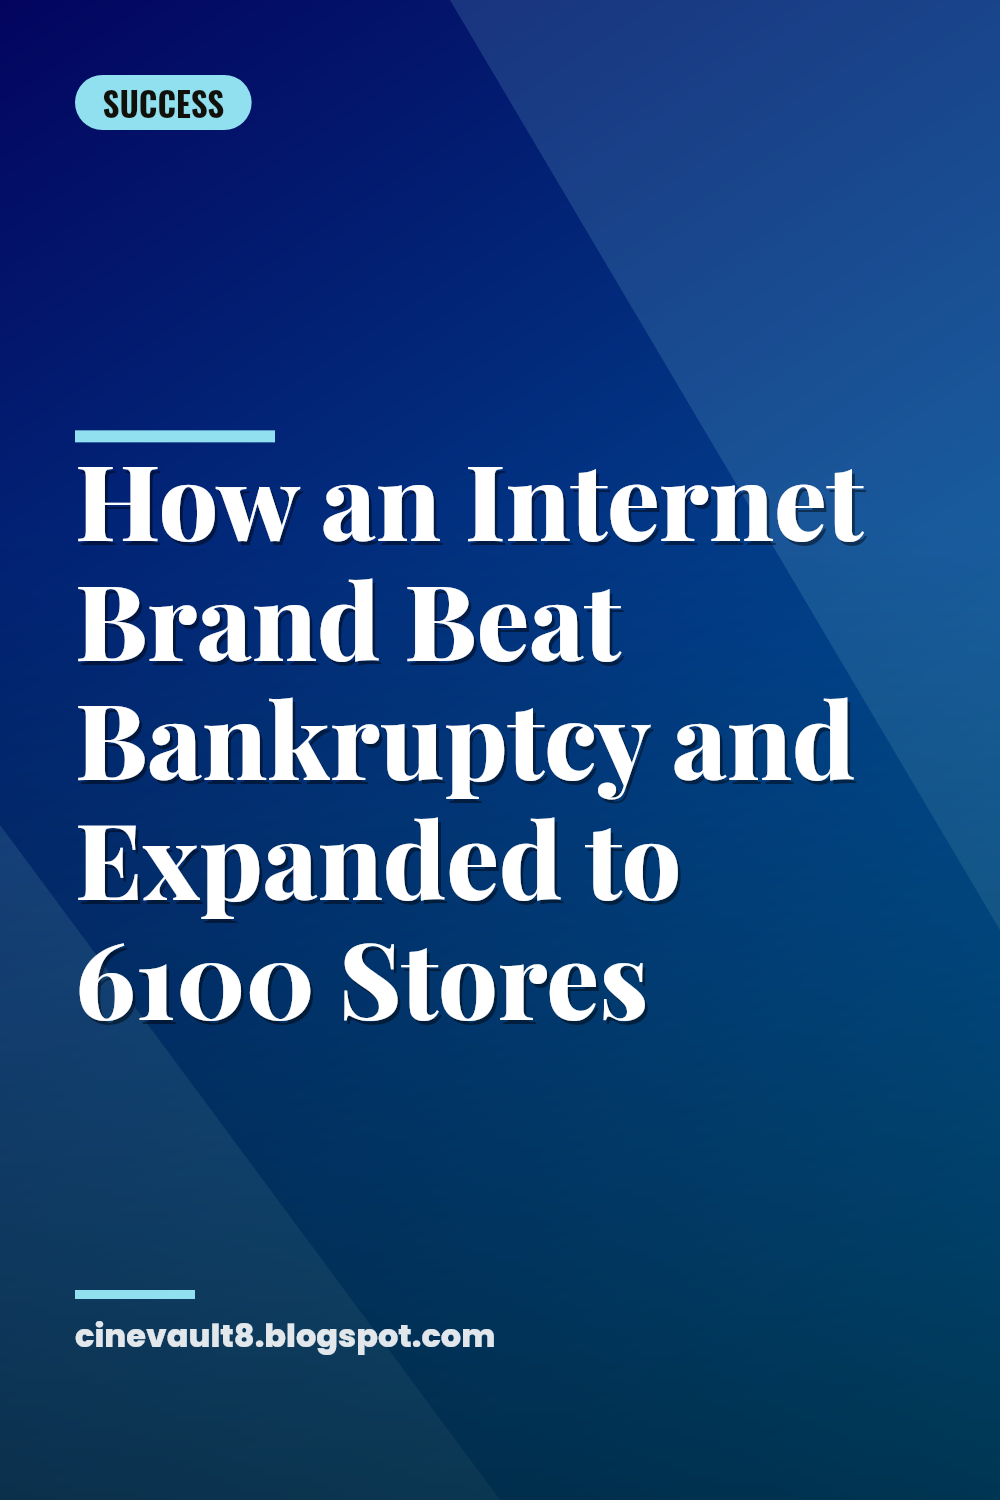 SUCCESS
How an Internet
Brand Beat
Bankruptcy and
Expanded to
6100 Stores
cinevault8.blogspot.com